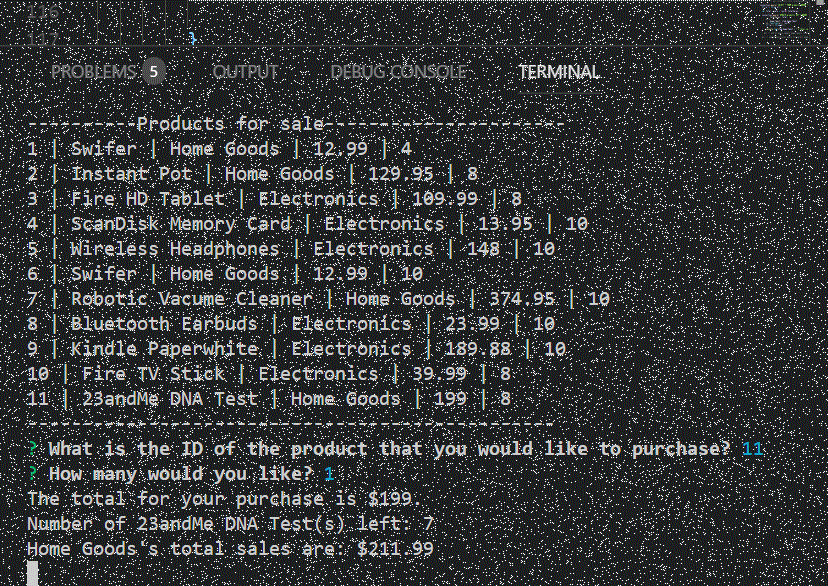 116
117 }
PROBLEMS 5 OUTPUT DEBUG CONSOLE TERMINAL
----------Products for sale----------------------
1 | Swifer | Home Goods | 12.99 | 4
2 | Instant Pot | Home Goods | 129.95 | 8
3 | Fire HD Tablet | Electronics | 109.99 | 8
4 | ScanDisk Memory Card | Electronics | 13.95 | 10
5 | Wireless Headphones | Electronics | 148 | 10
6 | Swifer | Home Goods | 12.99 | 10
7 | Robotic Vacume Cleaner | Home Goods | 374.95 | 10
8 | Bluetooth Earbuds | Electronics | 23.99 | 10
9 | Kindle Paperwhite | Electronics | 189.88 | 10
10 | Fire TV Stick | Electronics | 39.99 | 8
11 | 23andMe DNA Test | Home Goods | 199 | 8
------------------------------------------------
? What is the ID of the product that you would like to purchase? 11
? How many would you like? 1
The total for your purchase is $199.
Number of 23andMe DNA Test(s) left: 7
Home Goods's total sales are: $211.99